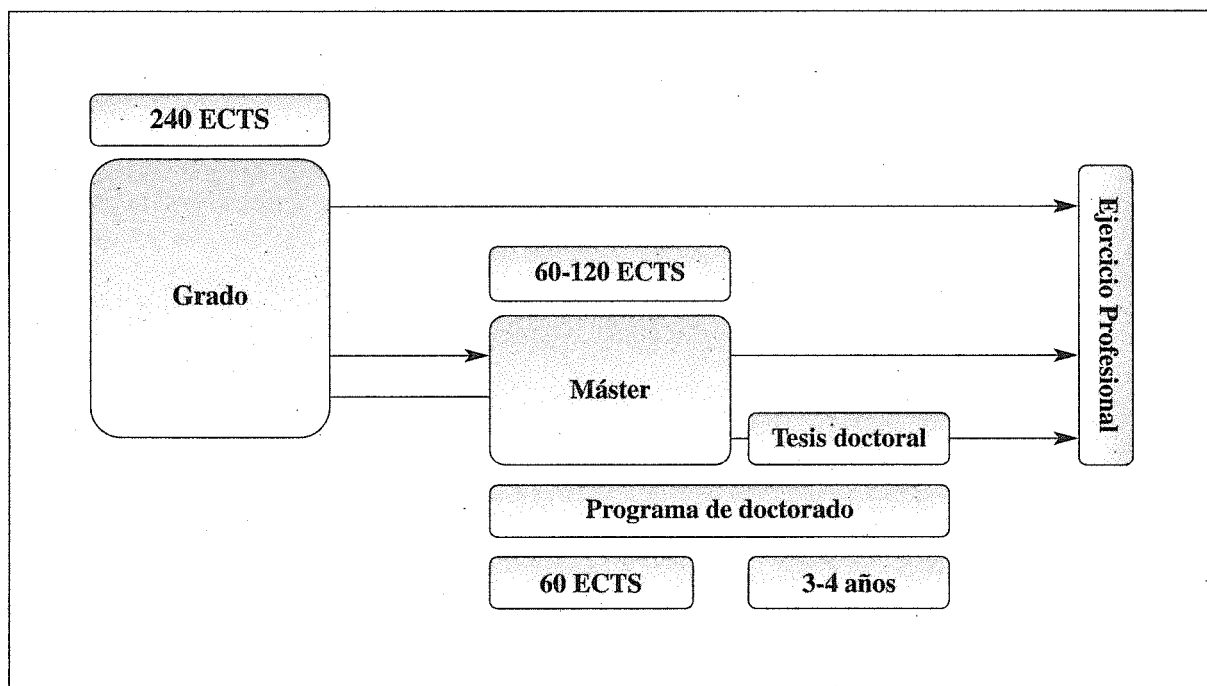 240 ECTS
Grado
60-120 ECTS
Máster
Tesis doctoral
Programa de doctorado
60 ECTS
3-4 años
Ejercicio Profesional